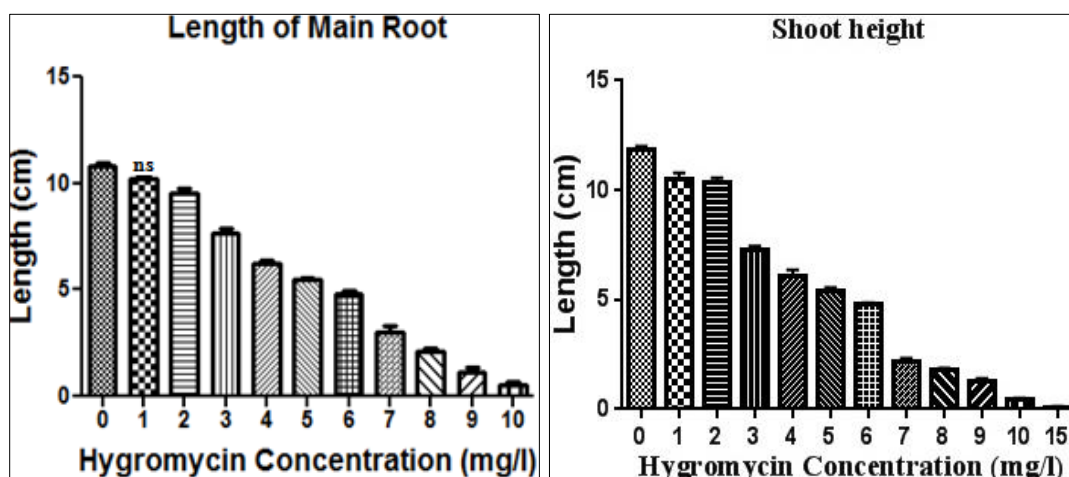 Length of Main Root
15
10
5
0
Length (cm)
ns
0 1 2 3 4 5 6 7 8 9 10
Hygromycin Concentration (mg/l)
Shoot height
15
10
5
0
Length (cm)
0 1 2 3 4 5 6 7 8 9 10 15
Hygromycin Concentration (mg/l)